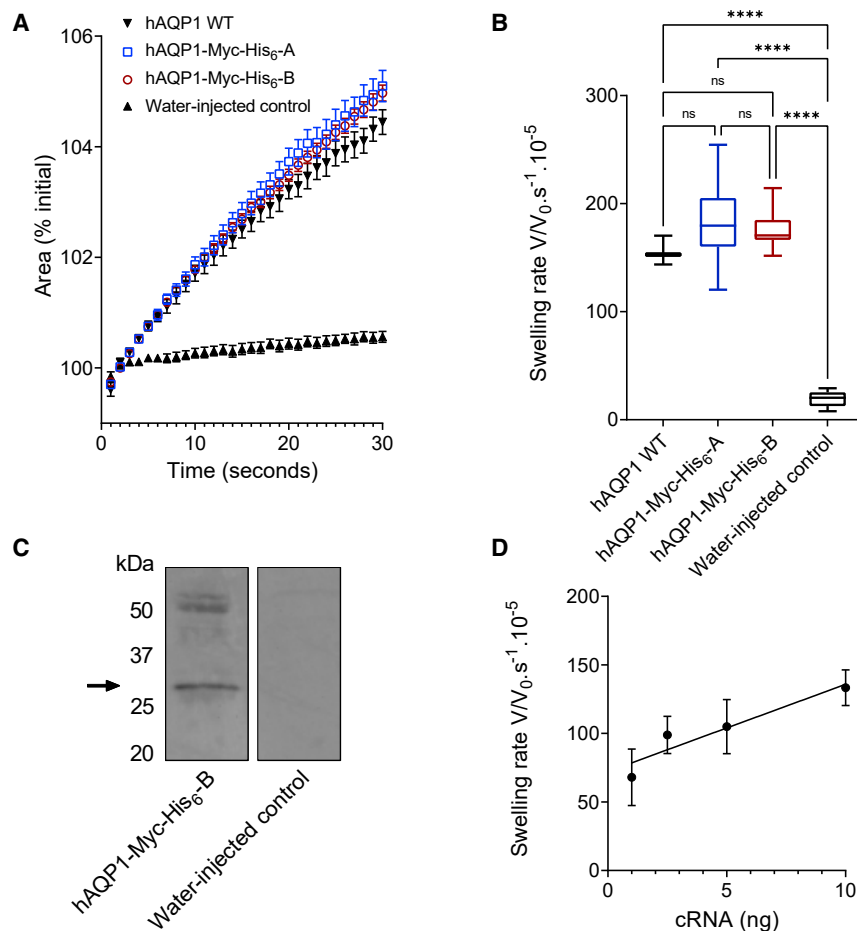 A
106
104
102
100
Area (% initial)
0
10
20
30
Time (seconds)
hAQP1 WT
hAQP1-Myc-His6-A
hAQP1-Myc-His6-B
Water-injected control
B
****
****
ns
ns
ns
****
300
200
100
0
Swelling rate V/V0.s-1.10-5
hAQP1 WT
hAQP1-Myc-His6-A
hAQP1-Myc-His6-B
Water-injected control
C
kDa
50
37
25
20
hAQP1-Myc-His6-B
Water-injected control
D
200
150
100
50
0
Swelling rate V/V0.s-1.10-5
0
5
10
cRNA (ng)